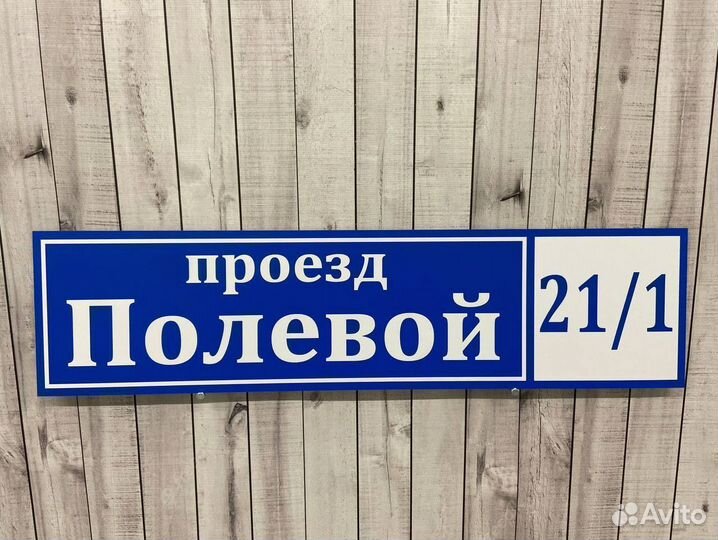 проезд
Полевой
21/1
Avito